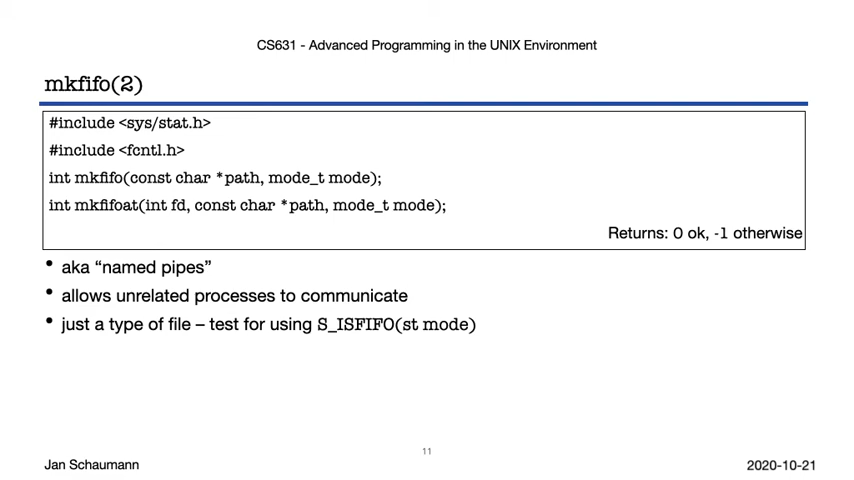 CS631 - Advanced Programming in the UNIX Environment
mkfifo(2)
#include <sys/stat.h>
#include <fcntl.h>
int mkfifo(const char *path, mode_t mode);
int mkfifoat(int fd, const char *path, mode_t mode);
Returns: 0 ok, -1 otherwise
• aka “named pipes”
• allows unrelated processes to communicate
• just a type of file – test for using S_ISFIFO(st mode)
11
Jan Schaumann
2020-10-21